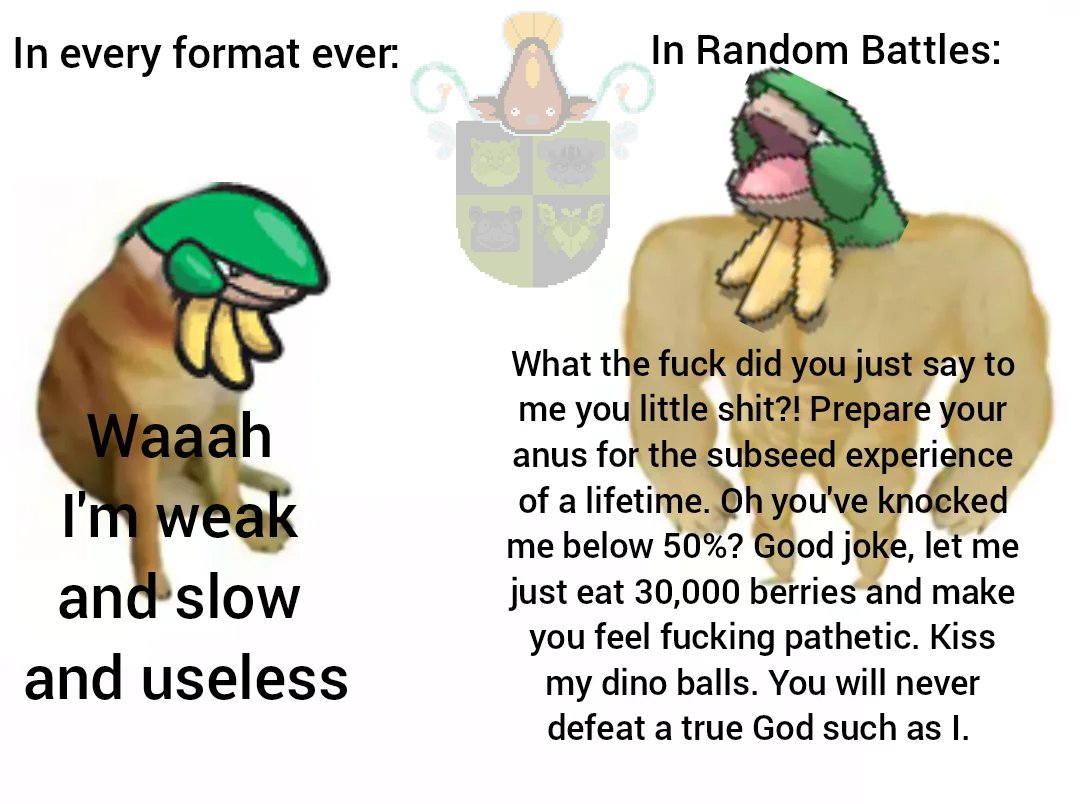 In every format ever:
In Random Battles:
Waaah
I'm weak
and slow
and useless
What the fuck did you just say to
me you little shit?! Prepare your
anus for the subseed experience
of a lifetime. Oh you've knocked
me below 50%? Good joke, let me
just eat 30,000 berries and make
you feel fucking pathetic. Kiss
my dino balls. You will never
defeat a true God such as I.